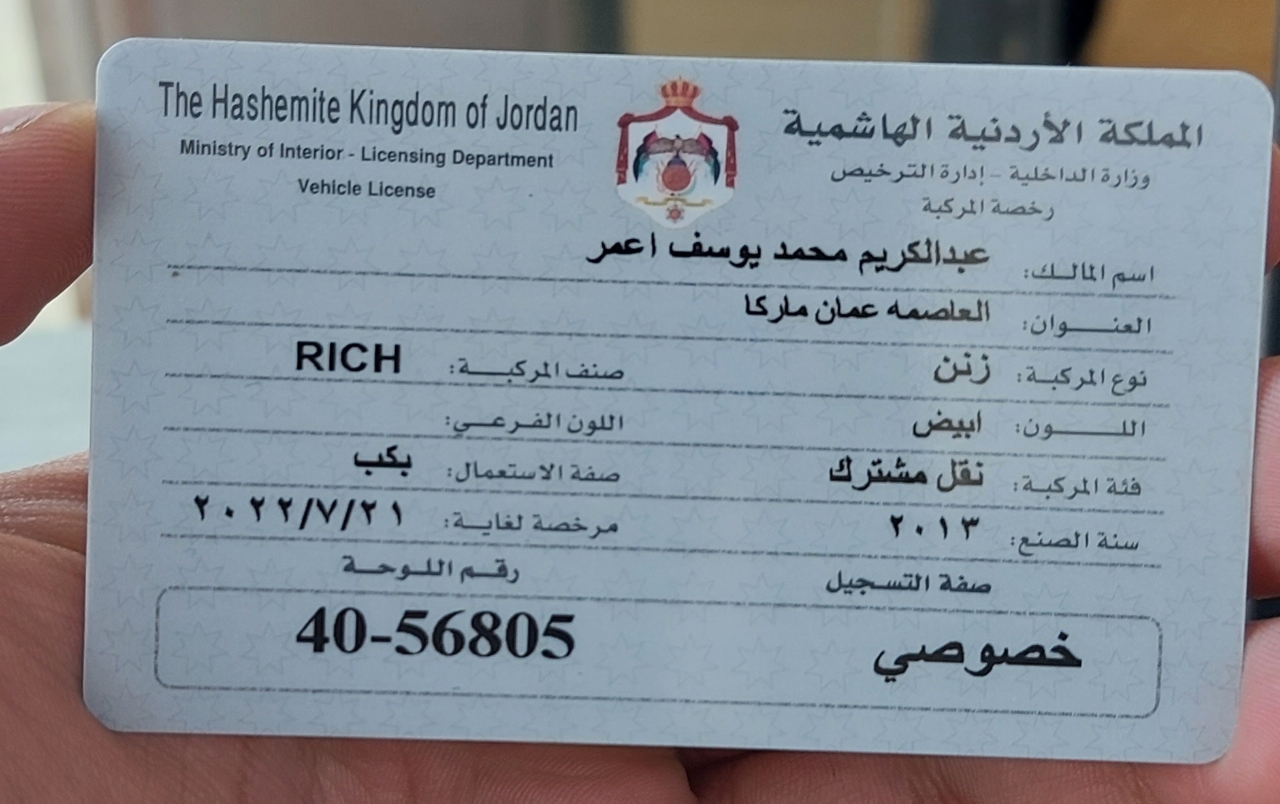 The Hashemite Kingdom of Jordan
Ministry of Interior - Licensing Department
Vehicle License
المملكة الأردنية الهاشمية
وزارة الداخلية - إدارة الترخيص
رخصة المركبة
اسم المالك: عبدالكريم محمد يوسف اعمر
العنوان: العاصمه عمان ماركا
نوع المركبة: زنن صنف المركبة: RICH
اللون: ابيض اللون الفرعي:
فئة المركبة: نقل مشترك صفة الاستعمال: بكب
سنة الصنع: ٢٠١٣ مرخصة لغاية: ٢٠٢٢/٧/٢١
صفة التسجيل رقم اللوحة
خصوصي 40-56805